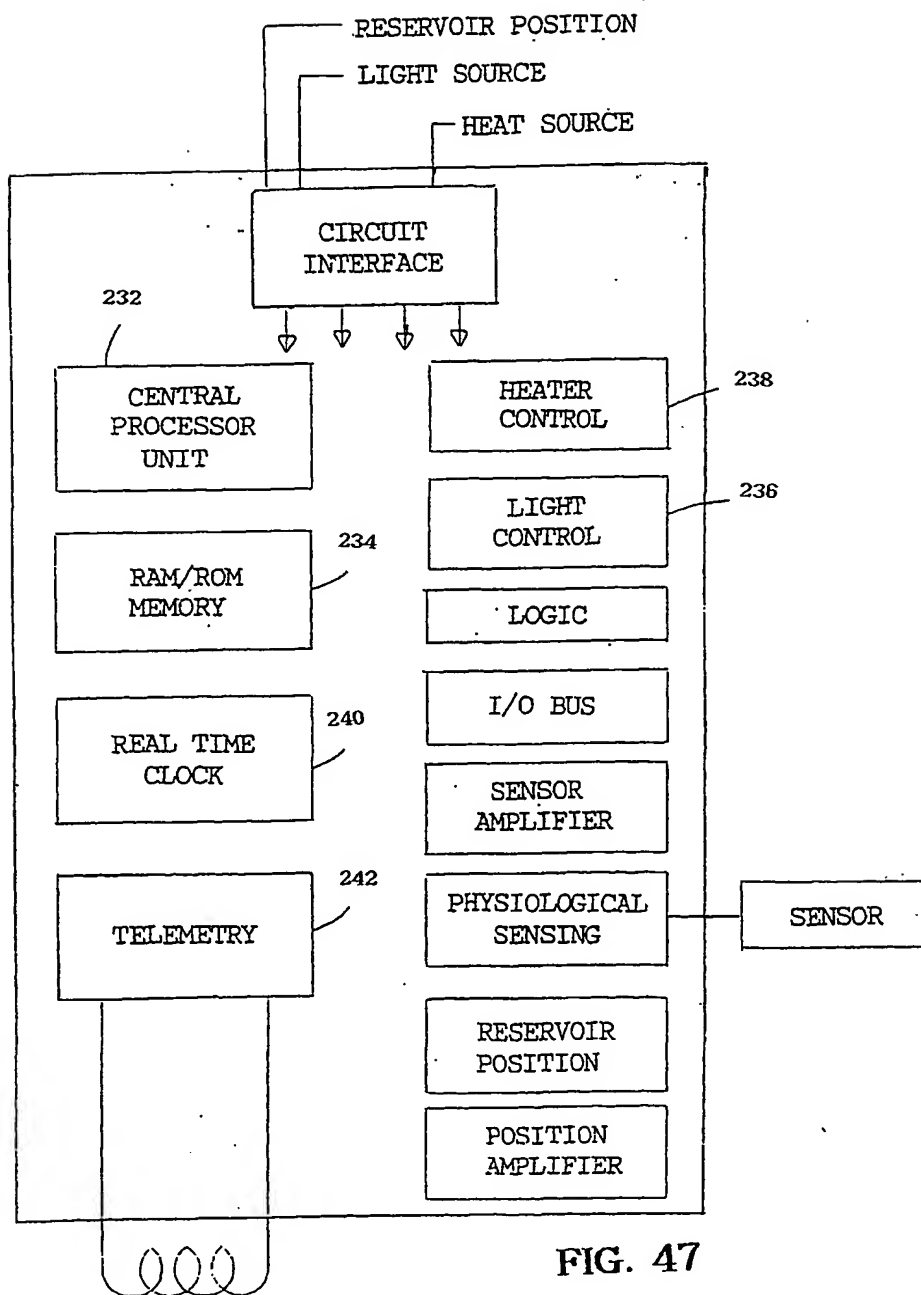 RESERVOIR POSITION
LIGHT SOURCE
HEAT SOURCE
CIRCUIT
INTERFACE
232
CENTRAL
PROCESSOR
UNIT
HEATER
CONTROL
238
LIGHT
CONTROL
236
RAM/ROM
MEMORY
234
LOGIC
I/O BUS
REAL TIME
CLOCK
240
SENSOR
AMPLIFIER
TELEMETRY
242
PHYSIOLOGICAL
SENSING
SENSOR
RESERVOIR
POSITION
POSITION
AMPLIFIER
FIG. 47